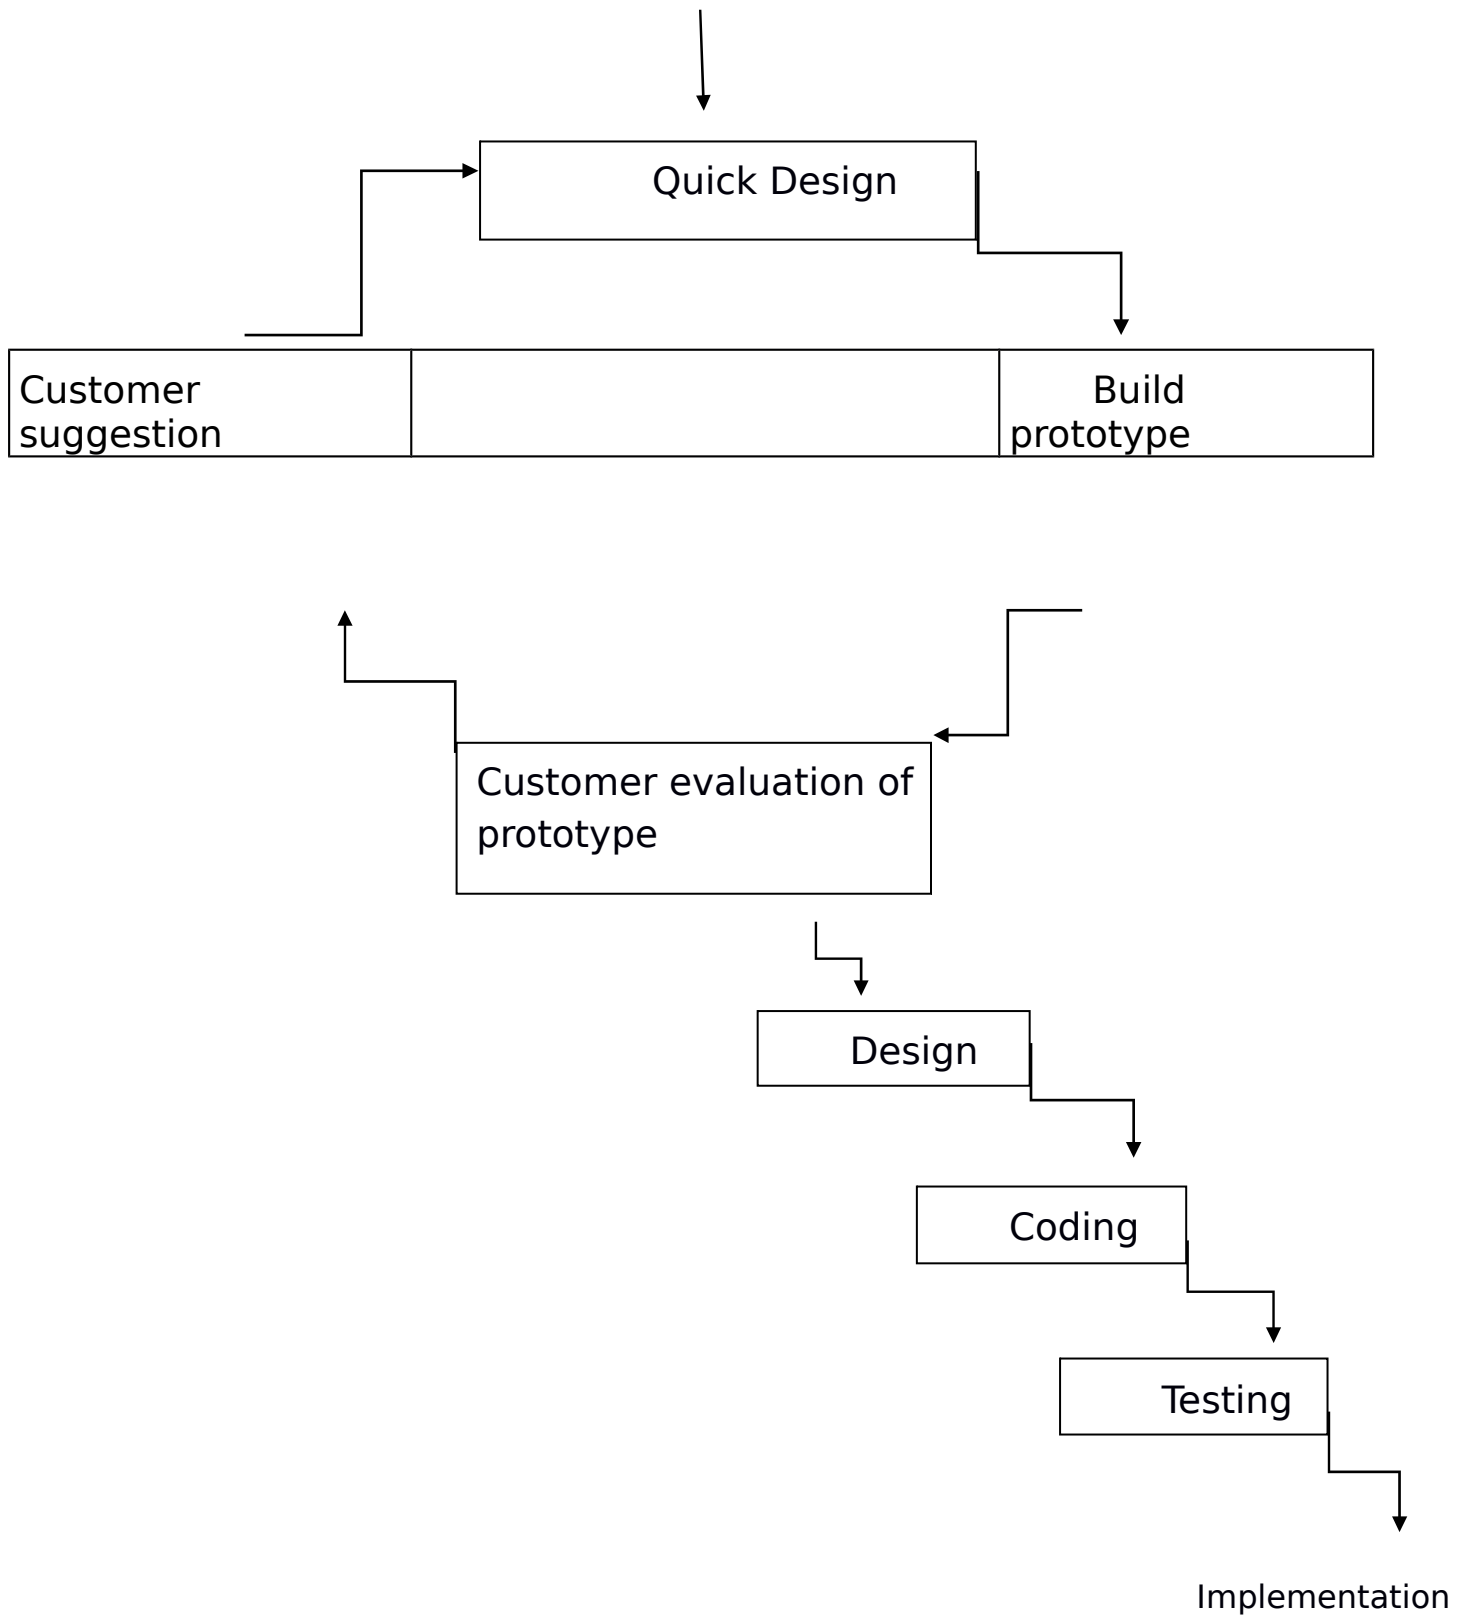 Quick Design
Customer
suggestion
Build
prototype
Customer evaluation of
prototype
Design
Coding
Testing
Implementation